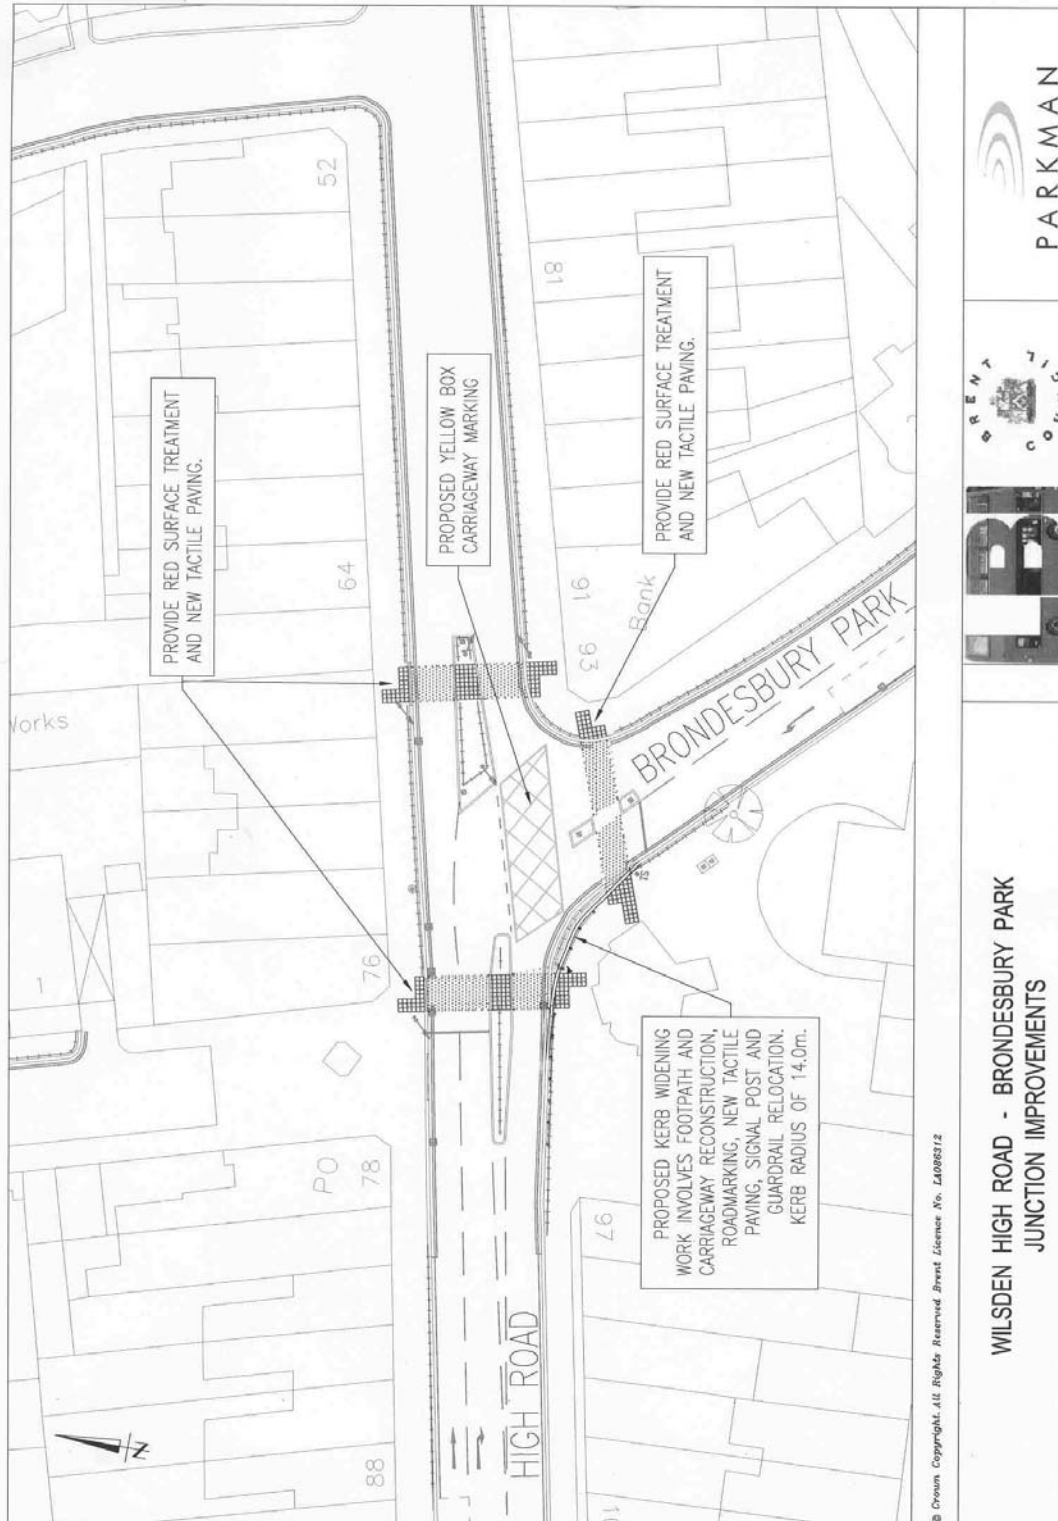 PROVIDE RED SURFACE TREATMENT
AND NEW TACTILE PAVING.
PROPOSED YELLOW BOX
CARRIAGEWAY MARKING
PROVIDE RED SURFACE TREATMENT
AND NEW TACTILE PAVING.
PROPOSED KERB WIDENING
WORK INVOLVES FOOTPATH AND
CARRIAGEWAY RECONSTRUCTION,
ROADMARKING, NEW TACTILE
PAVING, SIGNAL POST AND
GUARDRAIL RELOCATION.
KERB RADIUS OF 14.0m.
88
PO
78
1
76
Works
64
52
HIGH ROAD
97
BRONDESBURY PARK
93
91
Bank
81
N
© Crown Copyright. All Rights Reserved Brent Licence No. LA086312
WILSDEN HIGH ROAD - BRONDESBURY PARK
JUNCTION IMPROVEMENTS
BRENT
PARKMAN